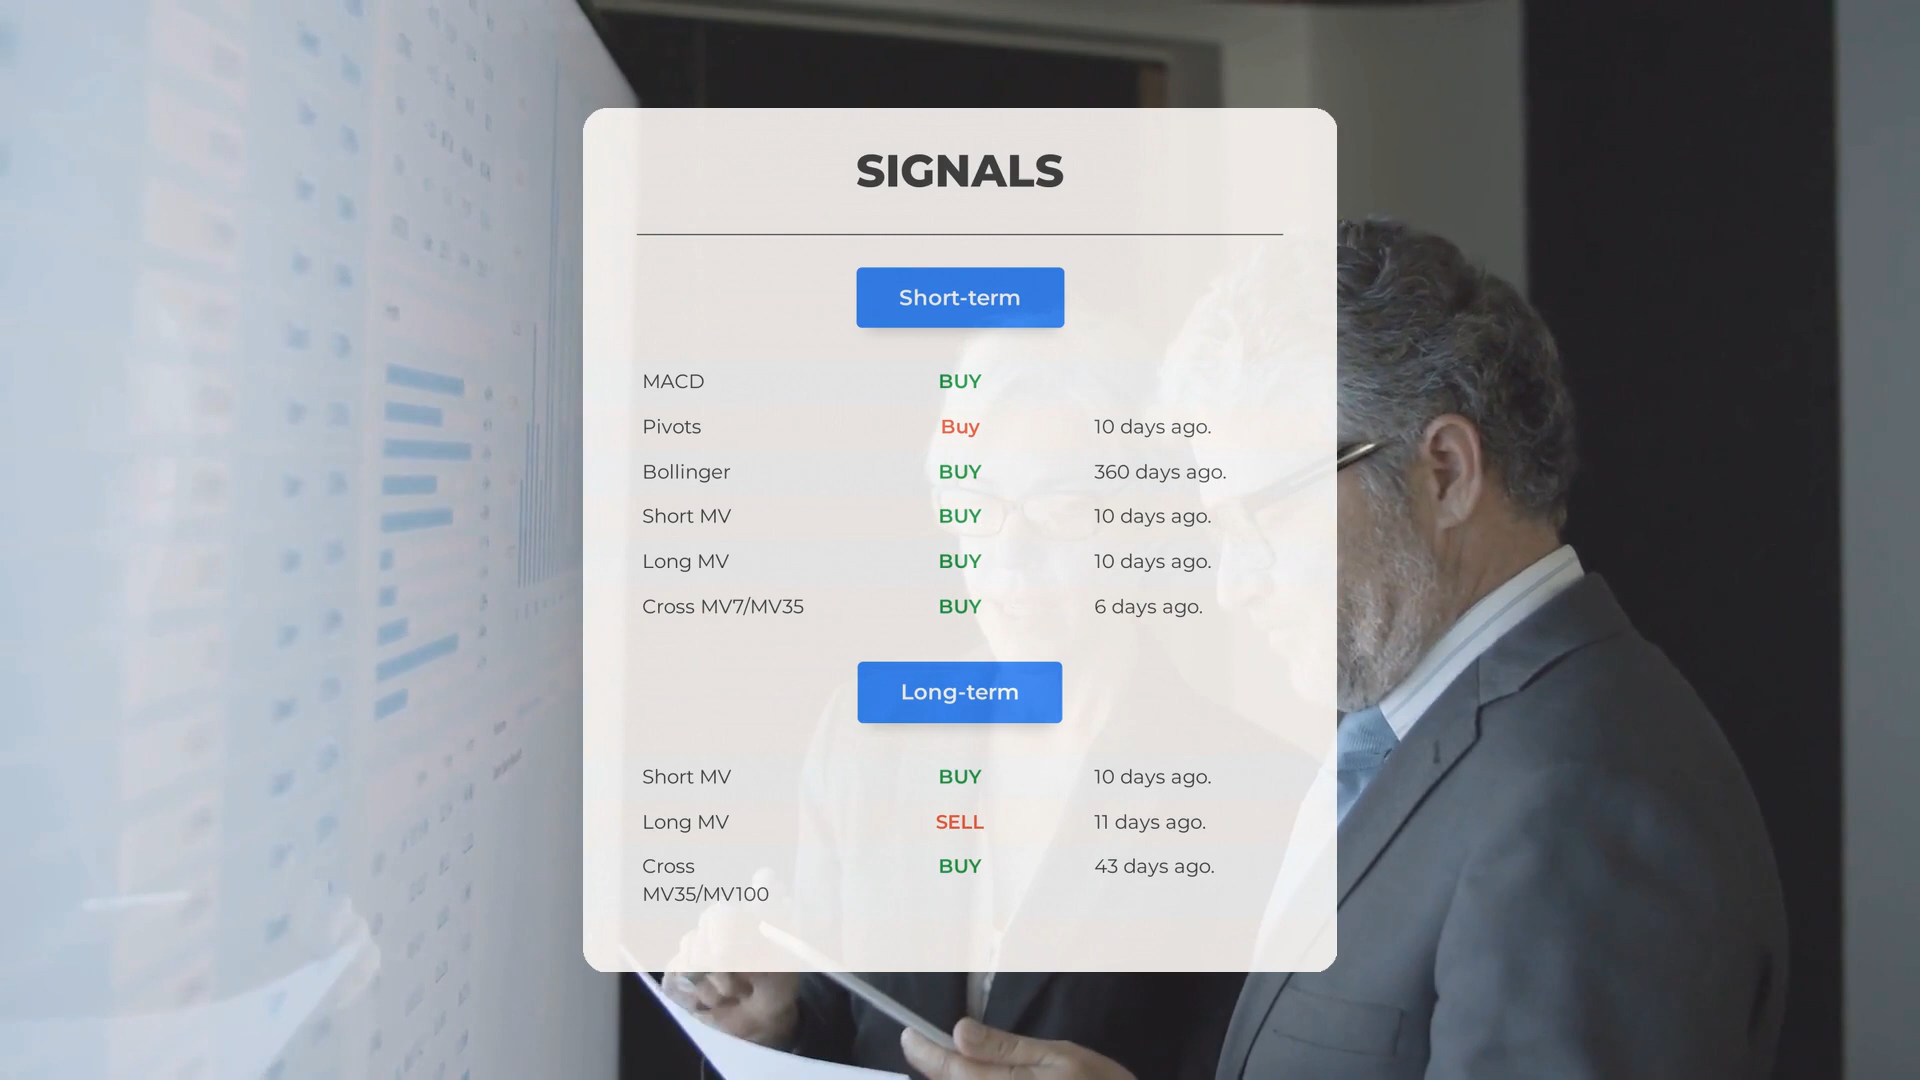 SIGNALS
Short-term
MACD BUY
Pivots Buy 10 days ago.
Bollinger BUY 360 days ago.
Short MV BUY 10 days ago.
Long MV BUY 10 days ago.
Cross MV7/MV35 BUY 6 days ago.
Long-term
Short MV BUY 10 days ago.
Long MV SELL 11 days ago.
Cross BUY 43 days ago.
MV35/MV100